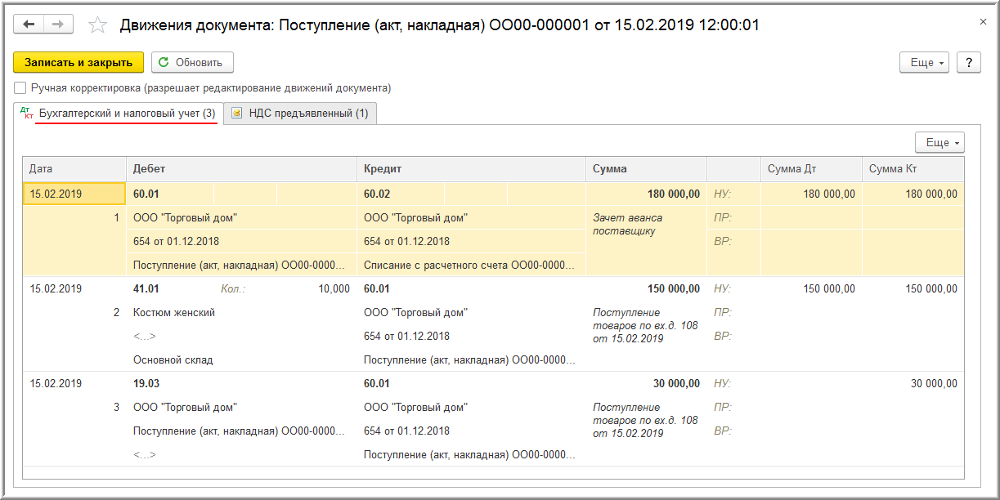 Движения документа: Поступление (акт, накладная) ОО00-000001 от 15.02.2019 12:00:01
Записать и закрыть Обновить Еще ?
Ручная корректировка (разрешает редактирование движений документа)
Дт Кт Бухгалтерский и налоговый учет (3) НДС предъявленный (1)
Еще
Дата Дебет Кредит Сумма Сумма Дт Сумма Кт
15.02.2019 60.01 60.02 180 000,00 НУ: 180 000,00 180 000,00
1 ООО "Торговый дом" ООО "Торговый дом" Зачет аванса ПР:
поставщику
654 от 01.12.2018 654 от 01.12.2018 ВР:
Поступление (акт, накладная) ОО00-0000... Списание с расчетного счета ОО00-0000...
15.02.2019 41.01 Кол.: 10,000 60.01 150 000,00 НУ: 150 000,00 150 000,00
2 Костюм женский ООО "Торговый дом" Поступление ПР:
товаров по вх.д. 108
<...> 654 от 01.12.2018 от 15.02.2019 ВР:
Основной склад Поступление (акт, накладная) ОО00-0000...
15.02.2019 19.03 60.01 30 000,00 НУ: 30 000,00
3 ООО "Торговый дом" ООО "Торговый дом" Поступление ПР:
товаров по вх.д. 108
Поступление (акт, накладная) ОО00-0000... 654 от 01.12.2018 от 15.02.2019 ВР:
<...> Поступление (акт, накладная) ОО00-0000...